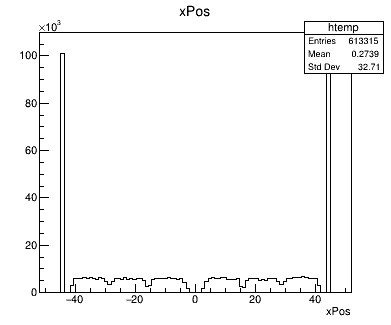 xPos
×10³
htemp
Entries 613315
Mean 0.2739
Std Dev 32.71
100
80
60
40
20
0
−40 −20 0 20 40
xPos